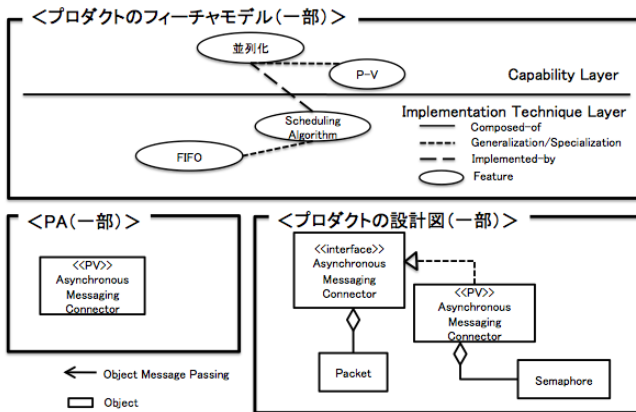 ＜プロダクトのフィーチャモデル(一部)＞
並列化
P-V
Capability Layer
Scheduling
Algorithm
FIFO
Implementation Technique Layer
Composed-of
Generalization/Specialization
Implemented-by
Feature
＜PA(一部)＞
<<PV>>
Asynchronous
Messaging
Connector
Object Message Passing
Object
＜プロダクトの設計図(一部)＞
<<interface>>
Asynchronous
Messaging
Connector
<<PV>>
Asynchronous
Messaging
Connector
Packet
Semaphore